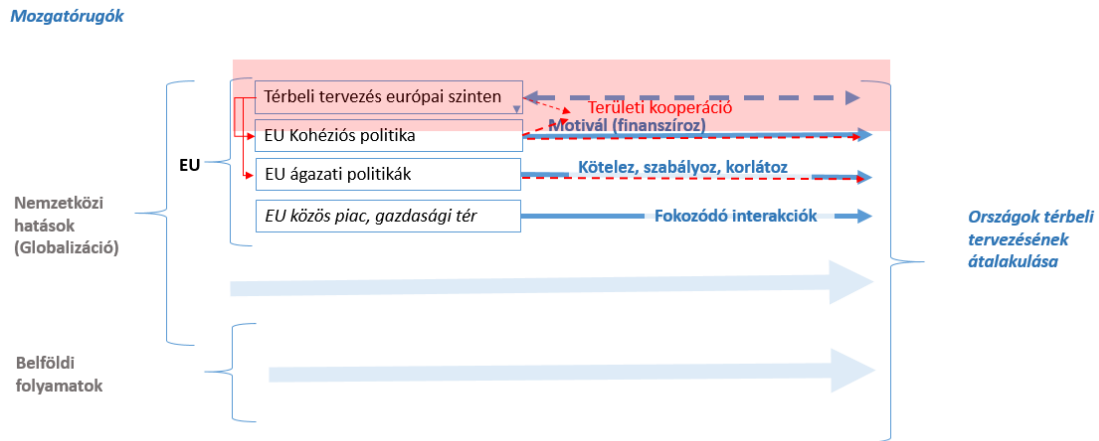 Mozgatórugók
Térbeli tervezés európai szinten
Területi kooperáció
EU Kohéziós politika
Motivál (finanszíroz)
EU
EU ágazati politikák
Kötelez, szabályoz, korlátoz
Nemzetközi
hatások
(Globalizáció)
EU közös piac, gazdasági tér
Fokozódó interakciók
Országok térbeli
tervezésének
átalakulása
Belföldi
folyamatok